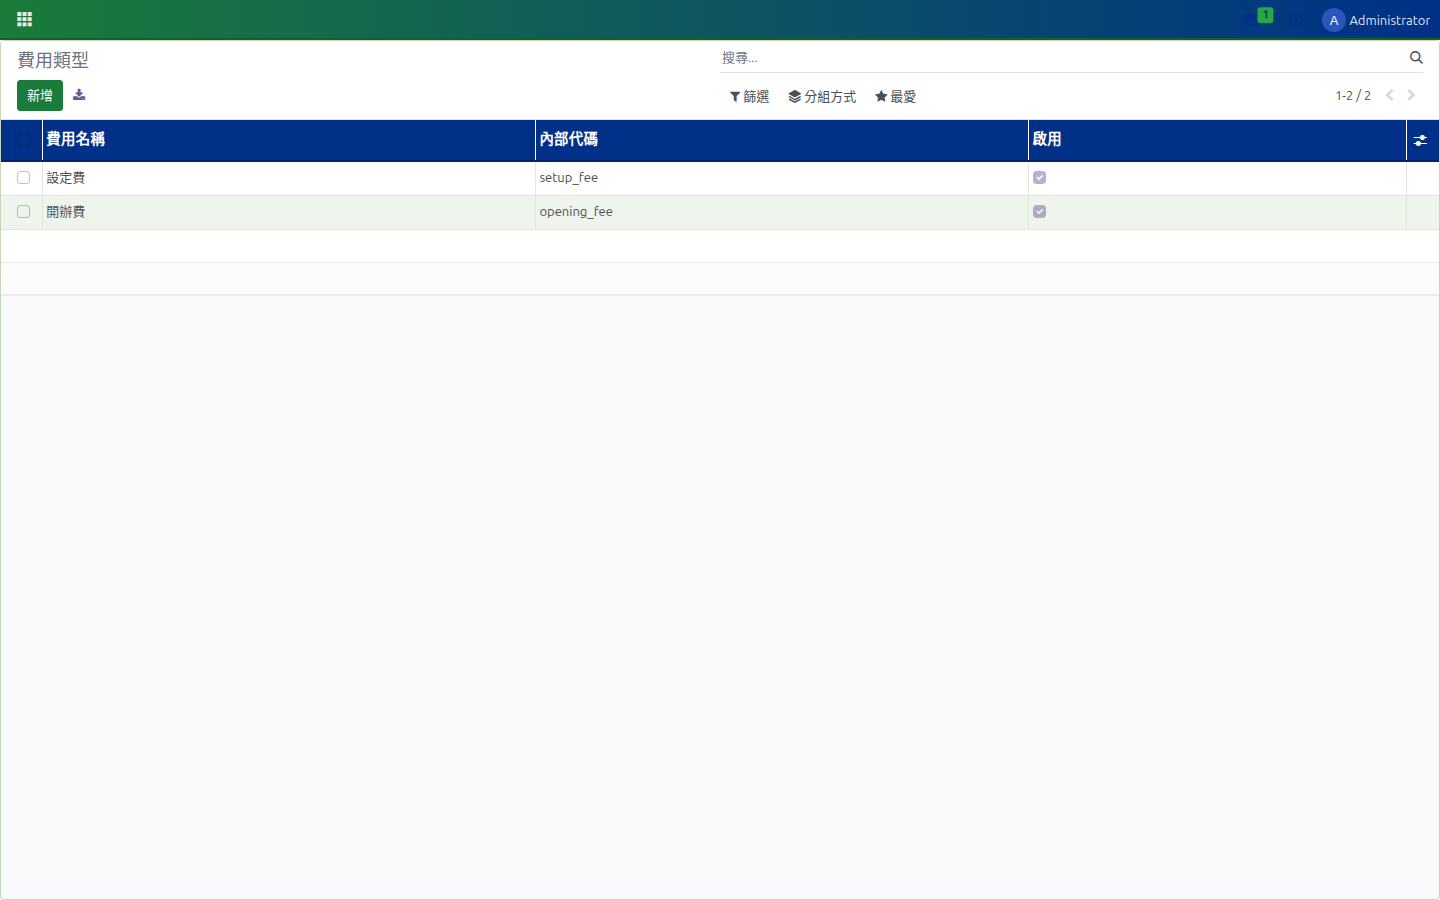 1
A Administrator
費用類型
搜尋...
新增
篩選 分組方式 最愛
1-2 / 2
費用名稱 內部代碼 啟用
設定費 setup_fee
開辦費 opening_fee